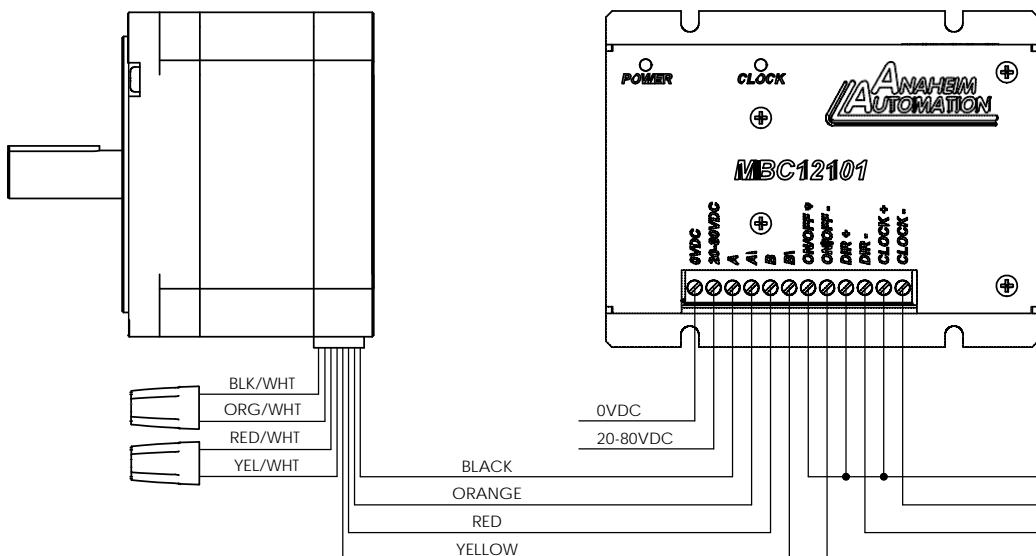 POWER
CLOCK
ANAHEIM
AUTOMATION
MBC12101
0VDC
20-80VDC
A
A\
B
B\
ON/OFF +
ON/OFF -
DIR +
DIR -
CLOCK +
CLOCK -
BLK/WHT
ORG/WHT
RED/WHT
YEL/WHT
0VDC
20-80VDC
BLACK
ORANGE
RED
YELLOW